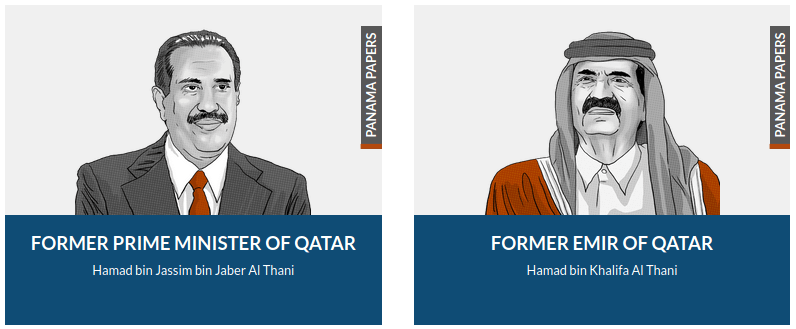 PANAMA PAPERS
FORMER PRIME MINISTER OF QATAR
Hamad bin Jassim bin Jaber Al Thani
PANAMA PAPERS
FORMER EMIR OF QATAR
Hamad bin Khalifa Al Thani